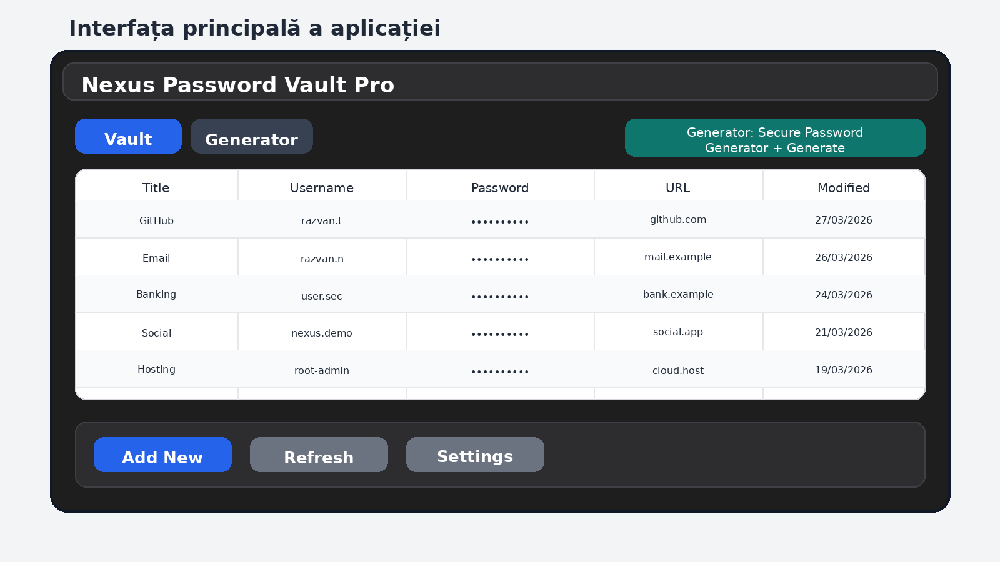 Interfața principală a aplicației
Nexus Password Vault Pro
Vault Generator
Generator: Secure Password
Generator + Generate
Title Username Password URL Modified
GitHub razvan.t •••••••••• github.com 27/03/2026
Email razvan.n •••••••••• mail.example 26/03/2026
Banking user.sec •••••••••• bank.example 24/03/2026
Social nexus.demo •••••••••• social.app 21/03/2026
Hosting root-admin •••••••••• cloud.host 19/03/2026
Add New Refresh Settings